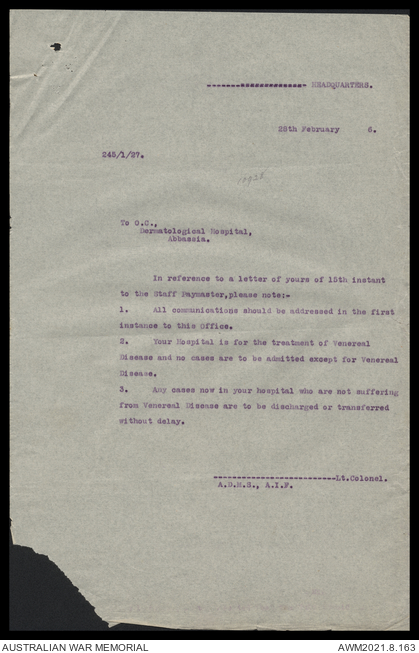 HEADQUARTERS.
28th February 6.
245/1/27.
To O.C.,
Dermatological Hospital,
Abbassia.
In reference to a letter of yours of 15th instant
to the Staff Paymaster,please note:-
1. All communications should be addressed in the first
instance to this Office.
2. Your Hospital is for the treatment of Venereal
Disease and no cases are to be admitted except for Venereal
Disease.
3. Any cases now in your hospital who are not suffering
from Venereal Disease are to be discharged or transferred
without delay.
---------------------------Lt.Colonel.
A.D.M.S., A.I.F.
AUSTRALIAN WAR MEMORIAL
AWM2021.8.163